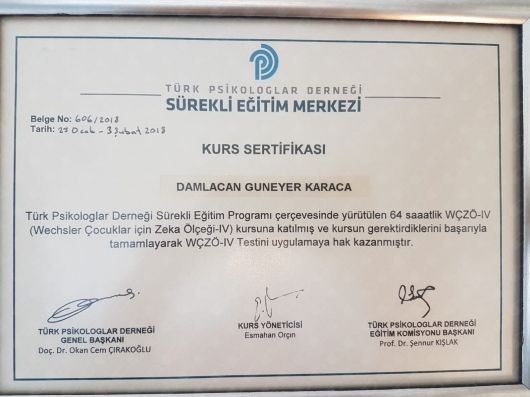 TÜRK PSİKOLOGLAR DERNEĞİ
SÜREKLİ EĞİTİM MERKEZİ
Belge No: 606/2018
Tarih: 27 Ocak - 3 Şubat 2018
KURS SERTİFİKASI
DAMLACAN GUNEYER KARACA
Türk Psikologlar Derneği Sürekli Eğitim Programı çerçevesinde yürütülen 64 saaatlik WÇZÖ-IV
(Wechsler Çocuklar için Zeka Ölçeği-IV) kursuna katılmış ve kursun gerektirdiklerini başarıyla
tamamlayarak WÇZÖ-IV Testini uygulamaya hak kazanmıştır.
TÜRK PSİKOLOGLAR DERNEĞİ
GENEL BAŞKANI
Doç. Dr. Okan Cem ÇIRAKOĞLU
KURS YÖNETİCİSİ
Esmahan Orçın
TÜRK PSİKOLOGLAR DERNEĞİ
EĞİTİM KOMİSYONU BAŞKANI
Prof. Dr. Şennur KIŞLAK